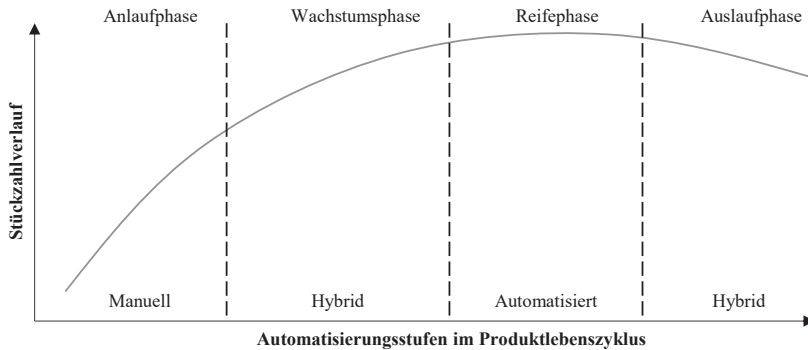 Anlaufphase Wachstumsphase Reifephase Auslaufphase
Stückzahlverlauf
Manuell Hybrid Automatisiert Hybrid
Automatisierungsstufen im Produktlebenszyklus